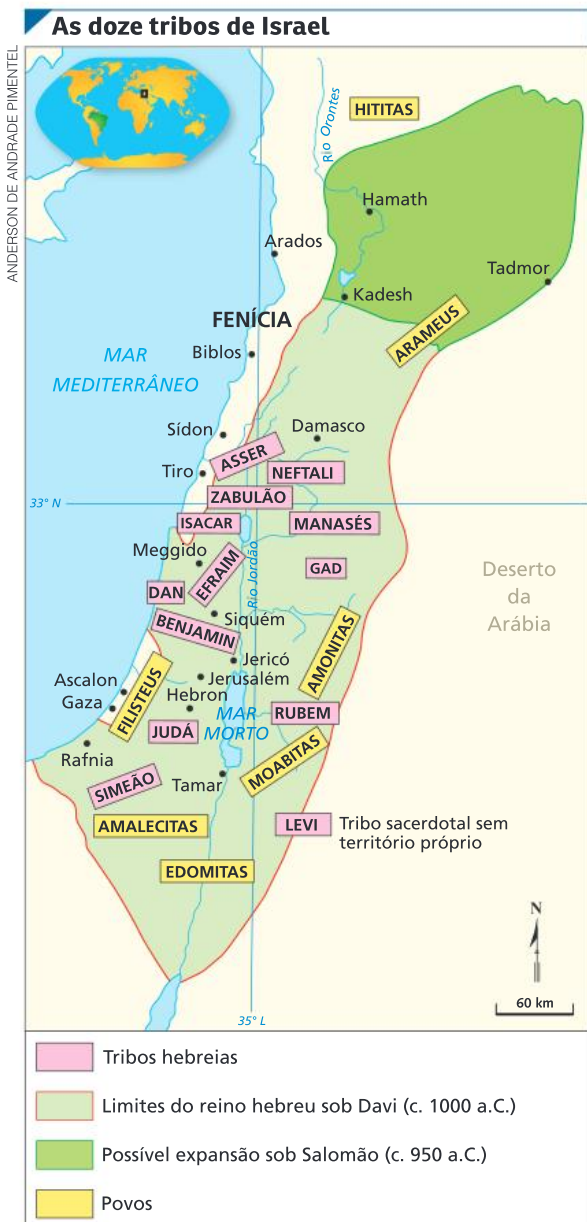 As doze tribos de Israel
ANDERSON DE ANDRADE PIMENTEL
Rio Orontes
HITITAS
Hamath
Arados
Tadmor
Kadesh
FENÍCIA
ARAMEUS
MAR
MEDITERRÂNEO
Biblos
Sídon
Damasco
ASSER
Tiro
NEFTALI
ZABULÃO
33° N
ISACAR
MANASÉS
Meggido
EFRAIM
Rio Jordão
GAD
Deserto
da
Arábia
DAN
Siquém
BENJAMIN
AMONITAS
Jericó
Jerusalém
Ascalon
Gaza
FILISTEUS
Hebron
MAR
MORTO
RUBEM
JUDÁ
Rafnia
MOABITAS
SIMEÃO
Tamar
AMALECITAS
LEVI
Tribo sacerdotal sem
território próprio
EDOMITAS
N
60 km
35° L
Tribos hebreias
Limites do reino hebreu sob Davi (c. 1000 a.C.)
Possível expansão sob Salomão (c. 950 a.C.)
Povos